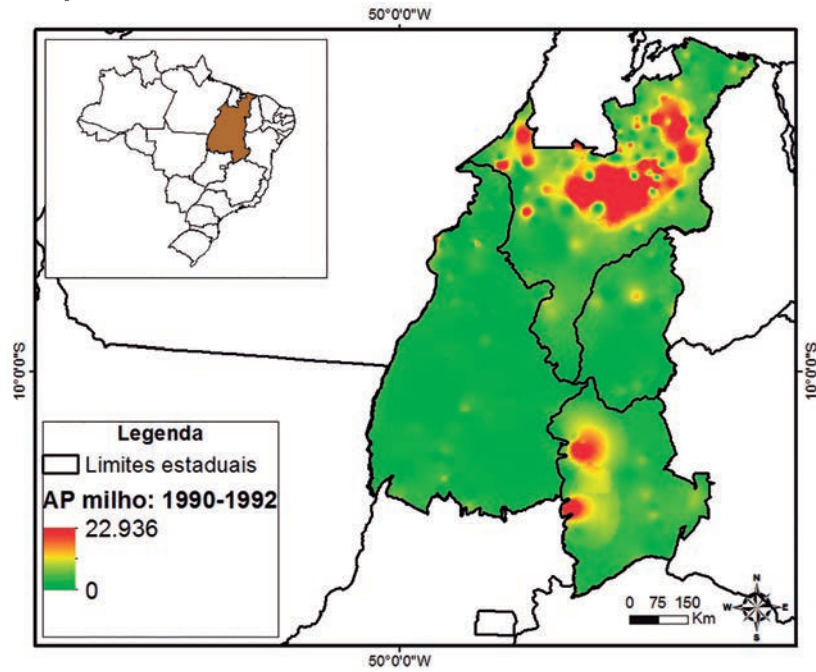 50°0'0"W
10°0'0"S
10°0'0"S
Legenda
Limites estaduais
AP milho: 1990-1992
22.936
0
0 75 150
Km
N
W E
S
50°0'0"W